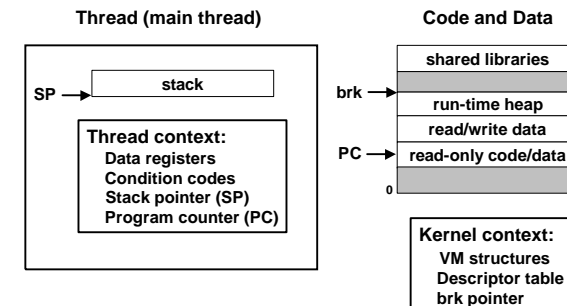 Thread (main thread)
SP
stack
Thread context:
Data registers
Condition codes
Stack pointer (SP)
Program counter (PC)
Code and Data
shared libraries
brk
run-time heap
read/write data
PC
read-only code/data
0
Kernel context:
VM structures
Descriptor table
brk pointer